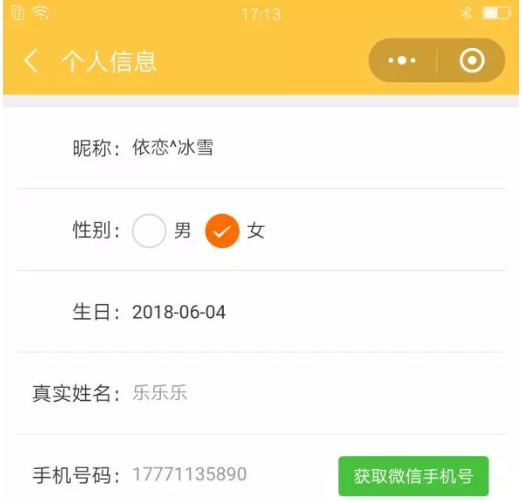 17:13
个人信息
昵称：依恋^冰雪
性别：男 女
生日：2018-06-04
真实姓名：乐乐乐
手机号码：17771135890 获取微信手机号